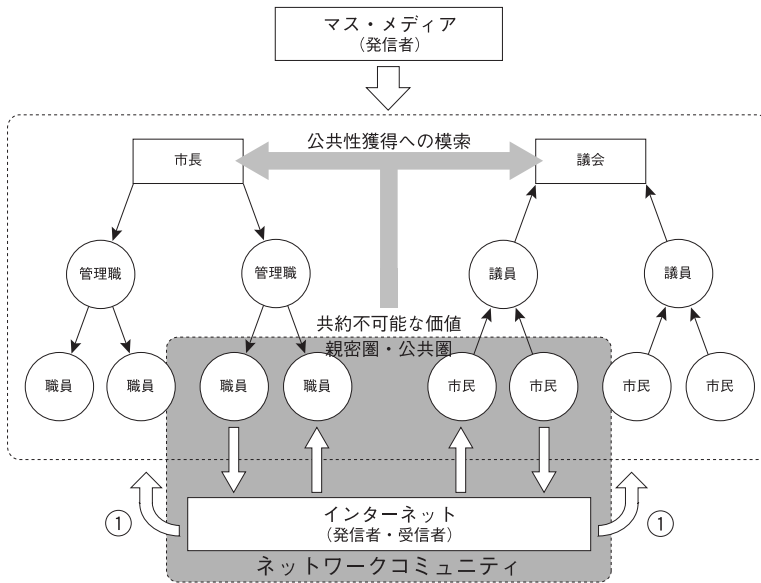 マス・メディア
(発信者)
公共性獲得への模索
市長
議会
管理職
管理職
議員
議員
共約不可能な価値
親密圏・公共圏
職員
職員
職員
職員
市民
市民
市民
市民
①
インターネット
(発信者・受信者)
①
ネットワークコミュニティ